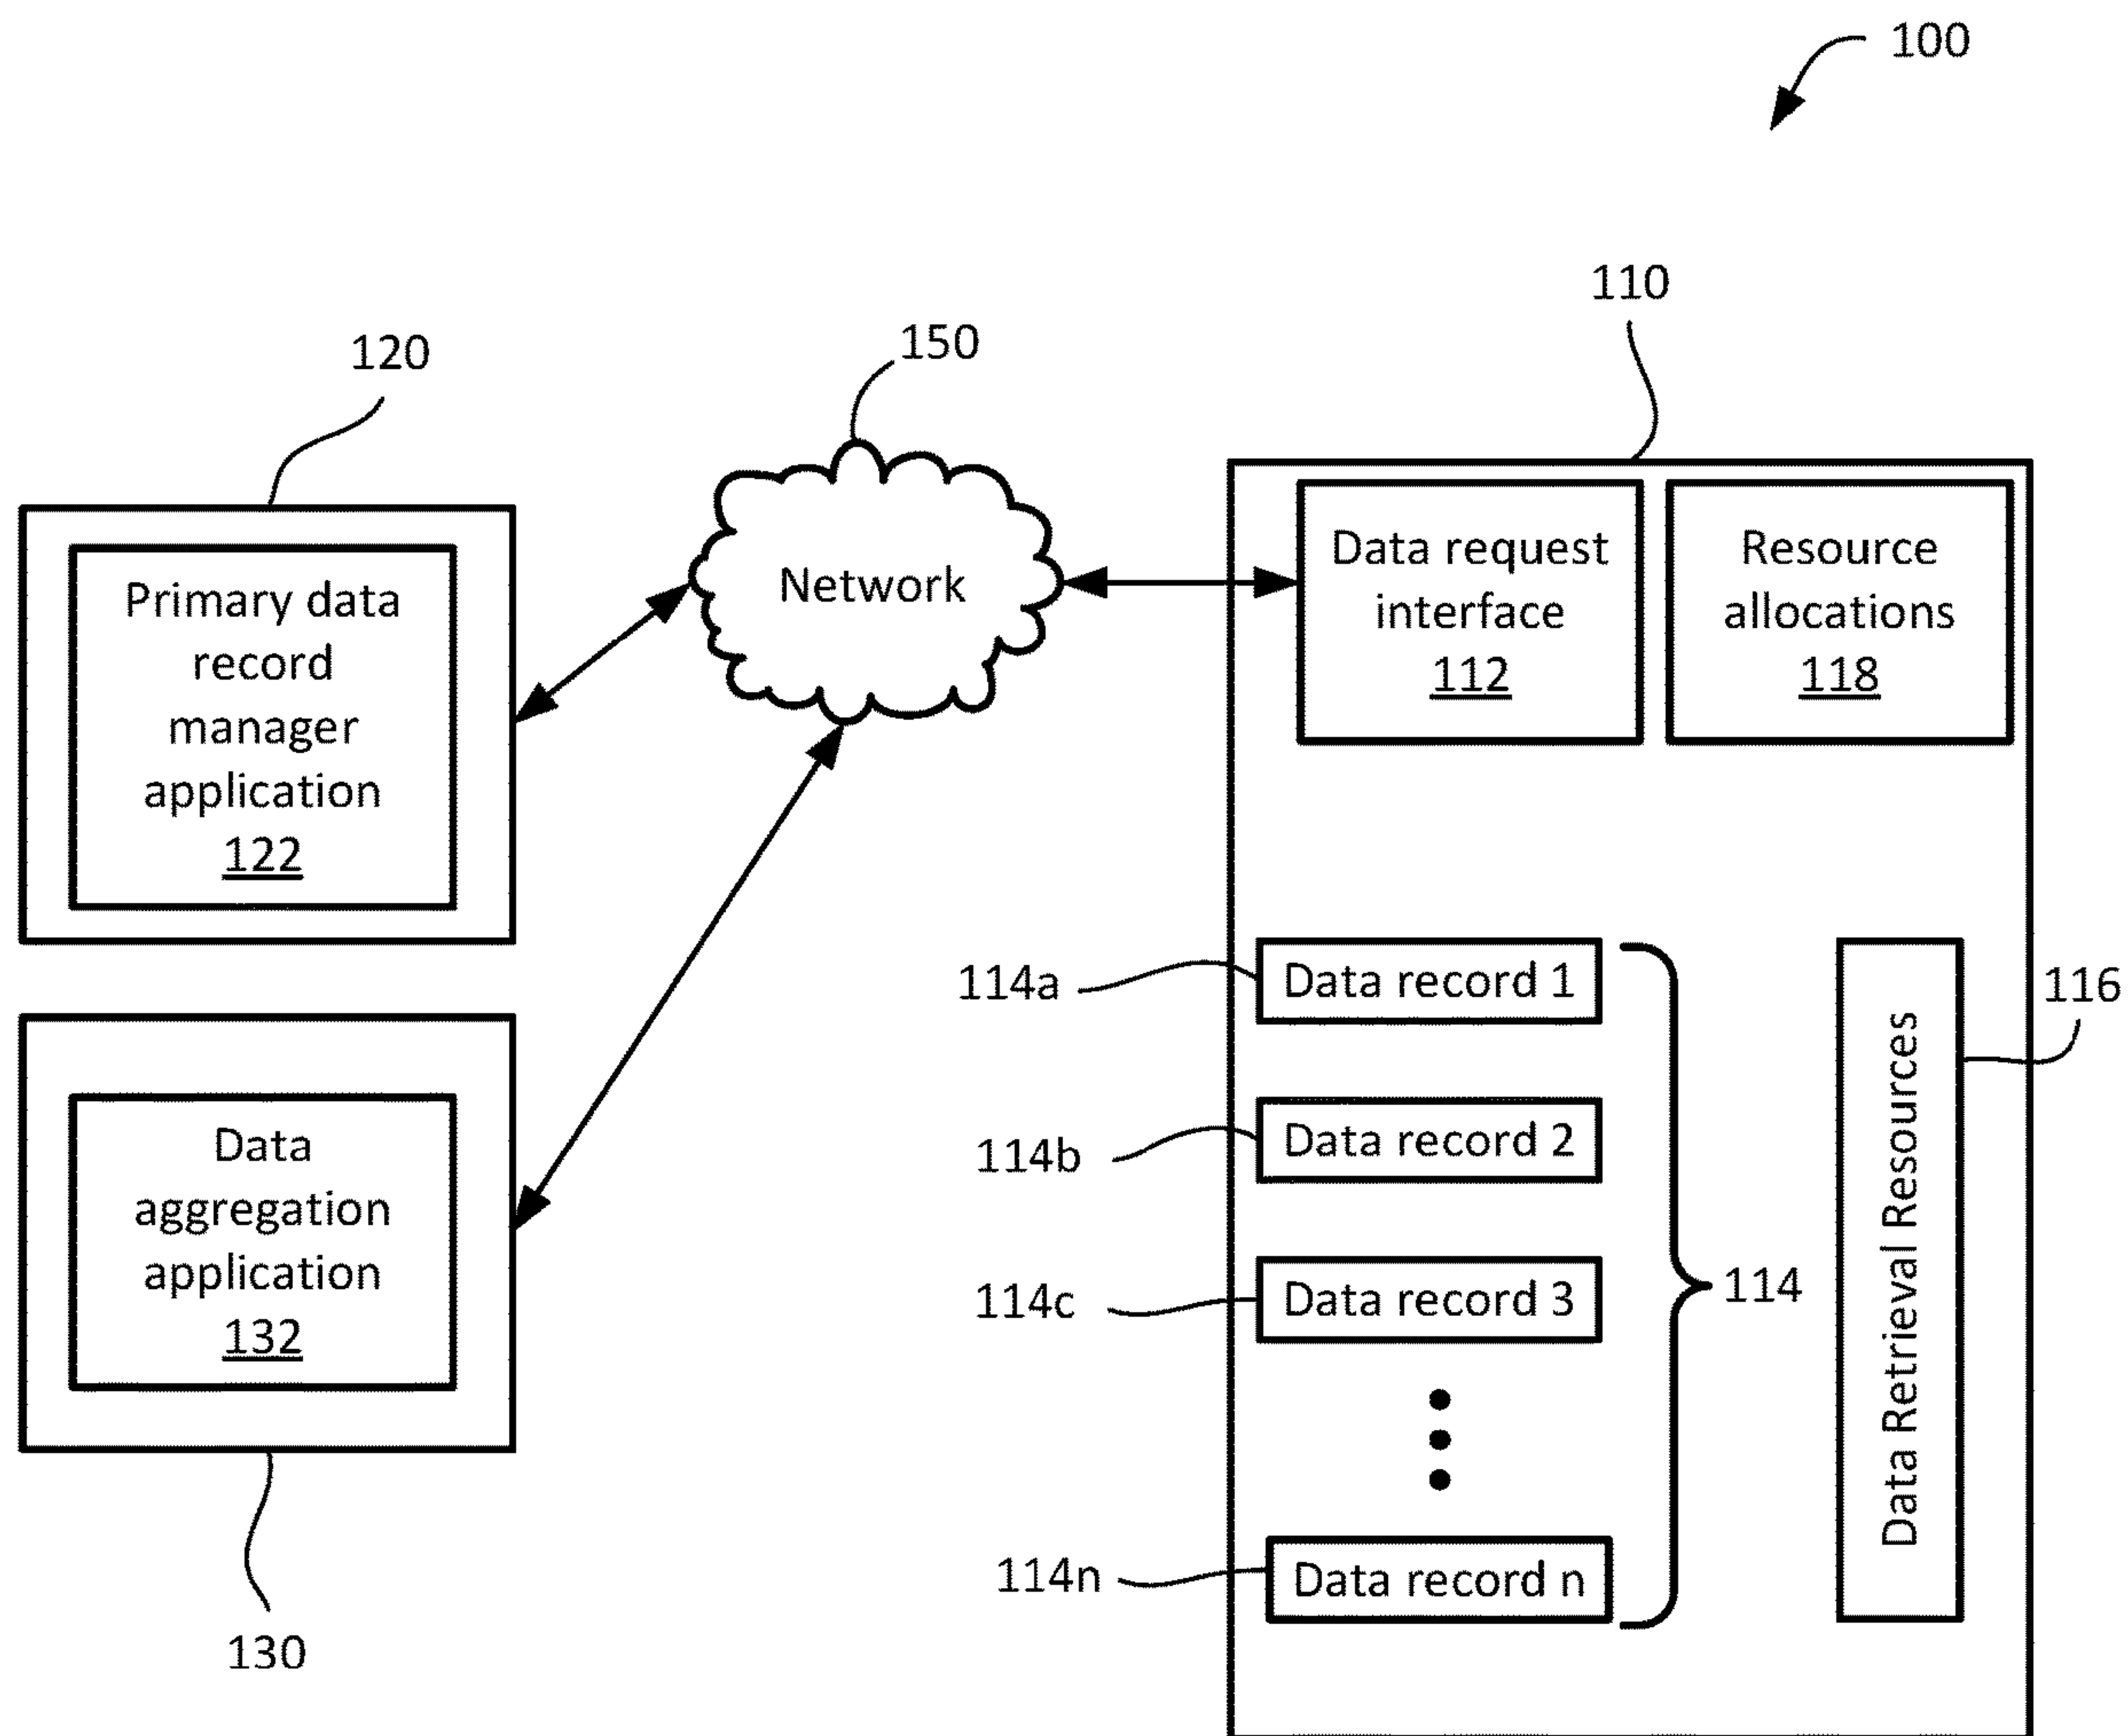 100
110
150
120
Primary data
record
manager
application
122
Network
Data request
interface
112
Resource
allocations
118
114a
Data record 1
116
114b
Data record 2
114c
Data record 3
114
Data Retrieval Resources
114n
Data record n
Data
aggregation
application
132
130